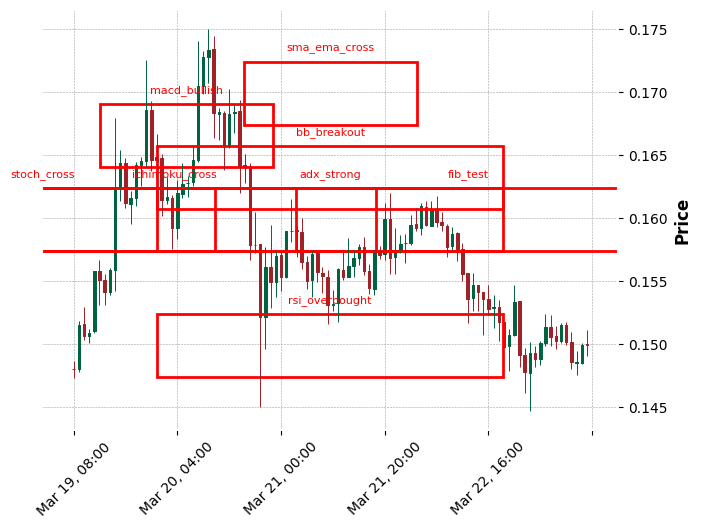 sma_ema_cross
macd_bullish
bb_breakout
stoch_cross
ichimoku_cross
adx_strong
fib_test
rsi_overbought
0.175
0.170
0.165
0.160
0.155
0.150
0.145
Price
Mar 19, 08:00
Mar 20, 04:00
Mar 21, 00:00
Mar 21, 20:00
Mar 22, 16:00